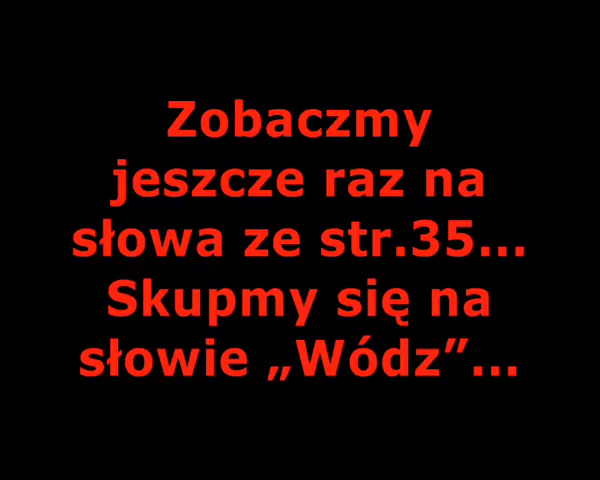 Zobaczmy
jeszcze raz na
słowa ze str.35...
Skupmy się na
słowie „Wódz”...